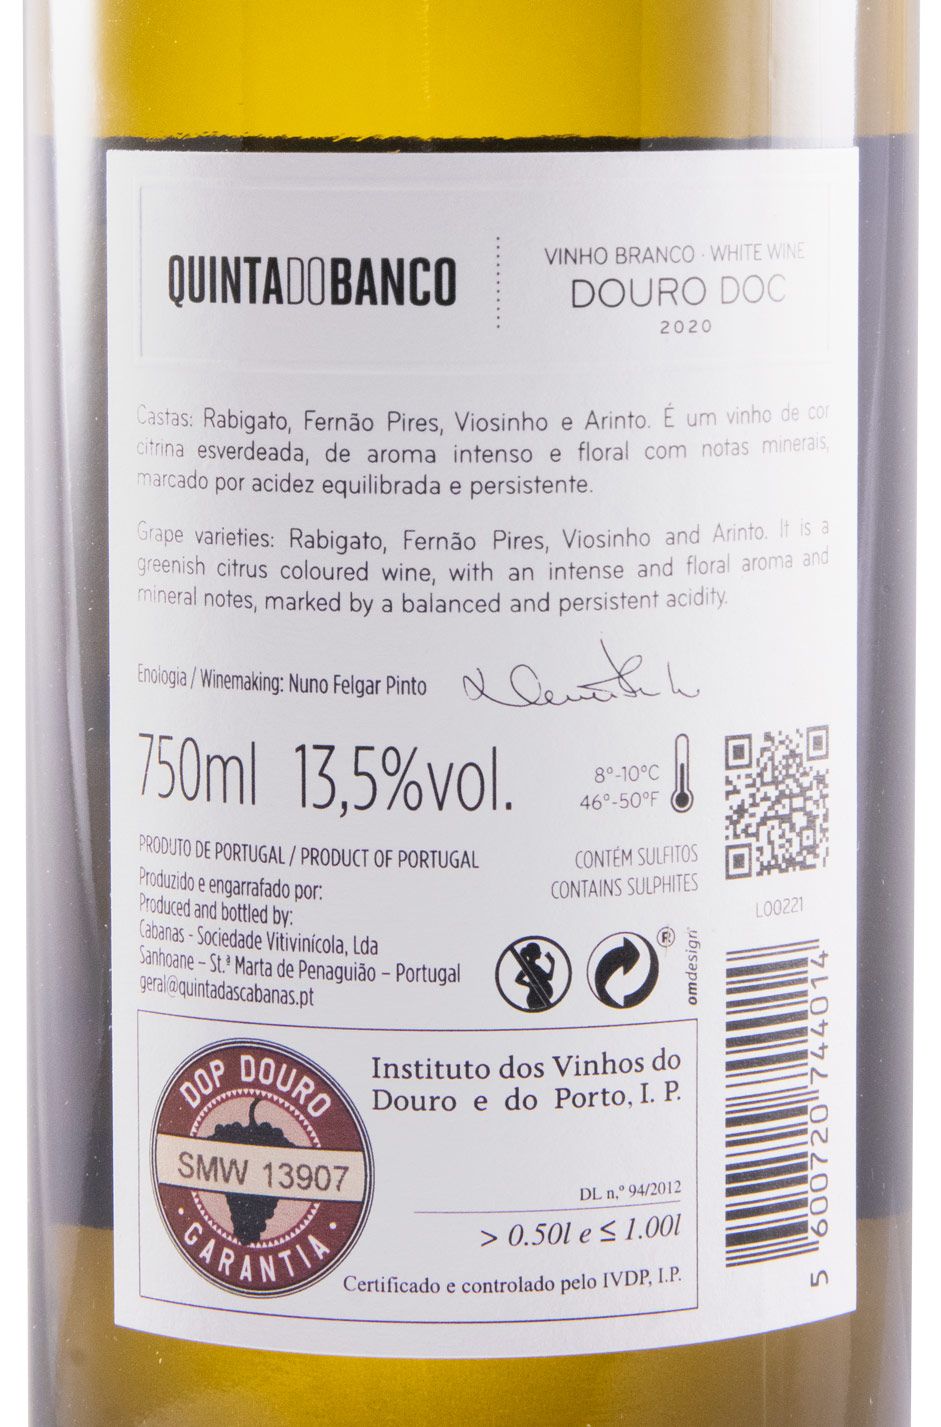 QUINTADOBANCO
VINHO BRANCO · WHITE WINE
DOURO DOC
2020
Castas: Rabigato, Fernão Pires, Viosinho e Arinto. É um vinho de cor
citrina esverdeada, de aroma intenso e floral com notas minerais,
marcado por acidez equilibrada e persistente.
Grape varieties: Rabigato, Fernão Pires, Viosinho and Arinto. It is a
greenish citrus coloured wine, with an intense and floral aroma and
mineral notes, marked by a balanced and persistent acidity.
Enologia / Winemaking: Nuno Felgar Pinto
750ml 13,5%vol.
8º-10ºC
46º-50ºF
PRODUTO DE PORTUGAL / PRODUCT OF PORTUGAL
Produzido e engarrafado por:
Produced and bottled by:
Cabanas - Sociedade Vitivinícola, Lda
Sanhoane - St.ª Marta de Penaguião – Portugal
geral@quintadascabanas.pt
CONTÉM SULFITOS
CONTAINS SULPHITES
L00221
®
omdesign
5 600720 744014
DOP DOURO
SMW 13907
· GARANTIA ·
Instituto dos Vinhos do
Douro e do Porto, I. P.
DL n,º 94/2012
> 0.50l e ≤ 1.00l
Certificado e controlado pelo IVDP, I.P.